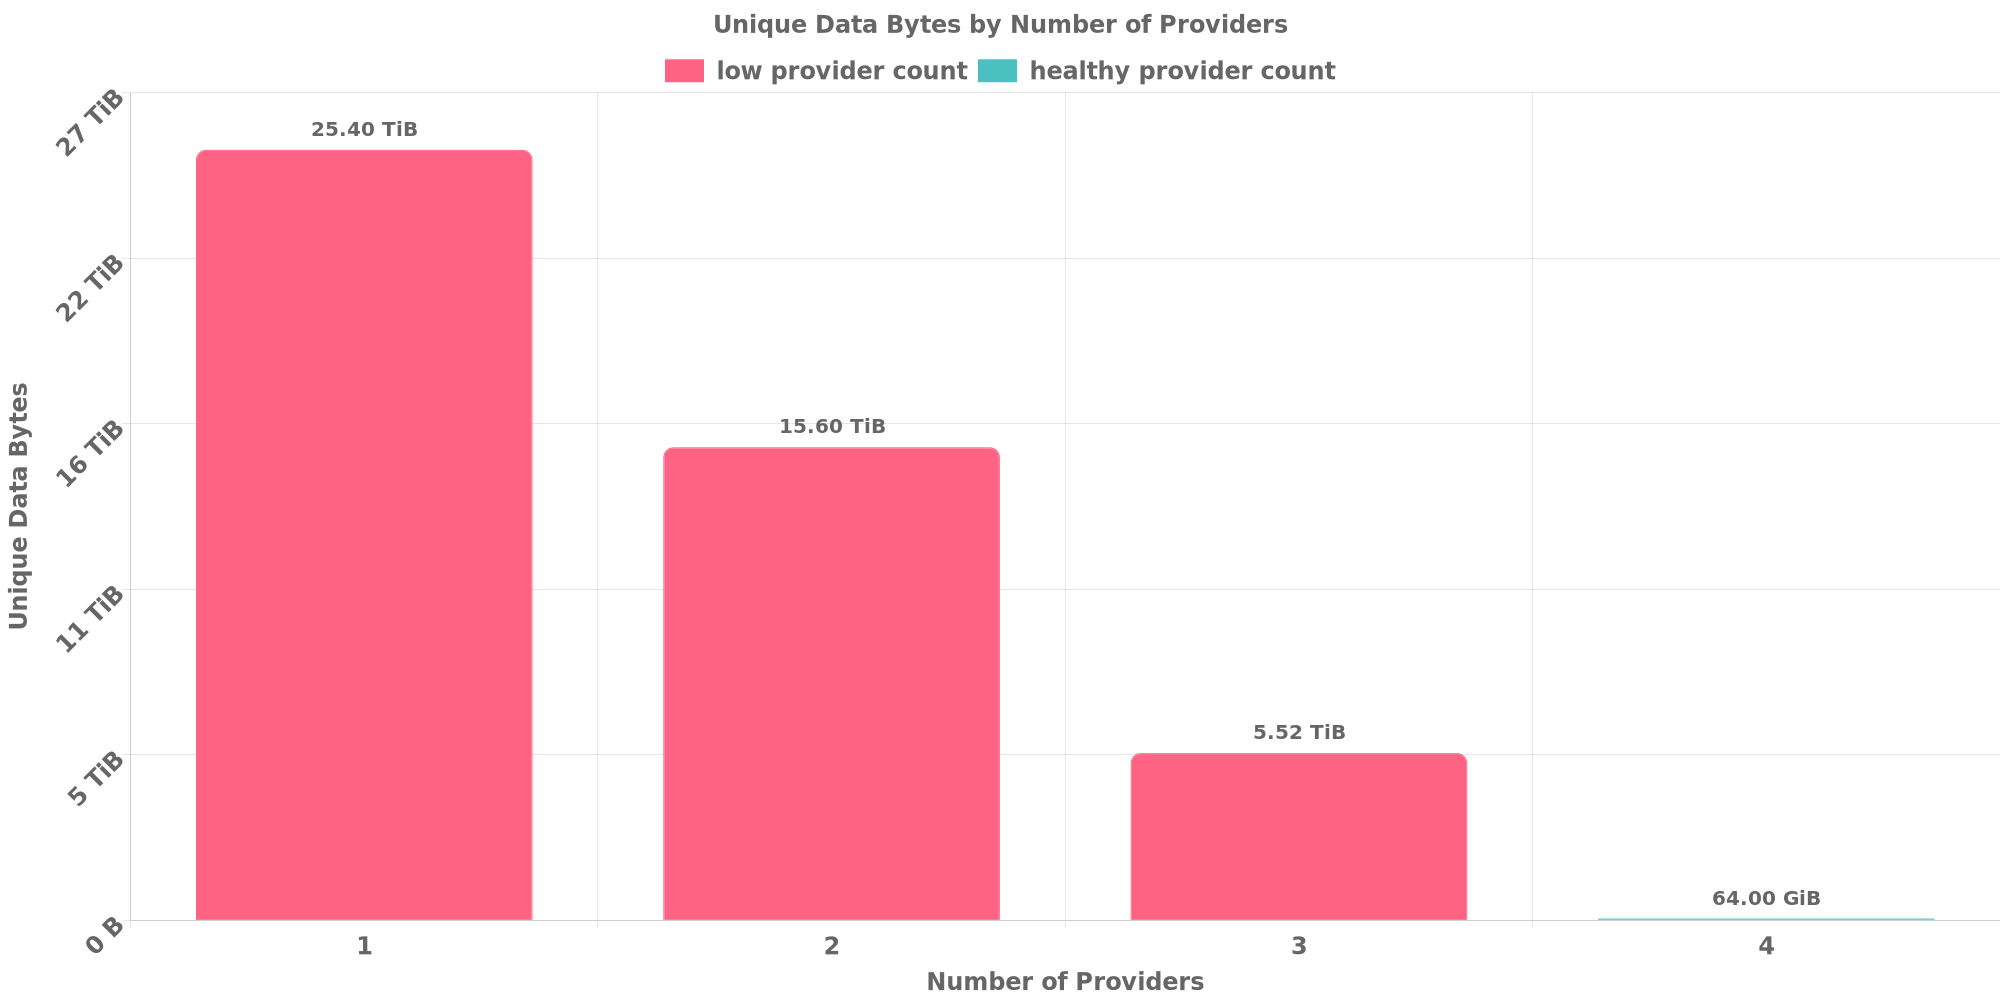 Unique Data Bytes by Number of Providers
low provider count healthy provider count
27 TiB
22 TiB
16 TiB
11 TiB
5 TiB
0 B
Unique Data Bytes
25.40 TiB
15.60 TiB
5.52 TiB
64.00 GiB
1 2 3 4
Number of Providers